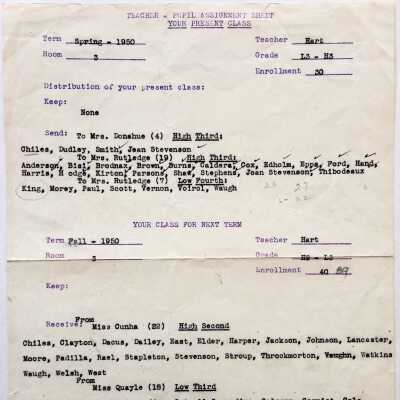 TEACHER - PUPIL ASSIGNMENT SHEET
YOUR PRESENT CLASS
Term Spring - 1950 Teacher Hart
Room 3 Grade L3 - H3
Enrollment 30
Distribution of your present class:
Keep:
None
Send: To Mrs. Donahue (4) High Third:
Chiles, Dudley, Smith, Jean Stevenson
To Mrs. Rutledge (19) High Third:
Anderson, Bisi, Brodnax, Brown, Burns, Caldera, Cox, Edholm, Epps, Ford, Hand,
Harris, H odge, Kirton, Parsons, Shaw, Stephens, Joan Stevenson, Thibodeaux
To Mrs. Rutledge (7) Low Fourth:
King, Morey, Paul, Scott, Vernon, Voirol, Waugh
YOUR CLASS FOR NEXT TERM
Term Fall - 1950 Teacher Hart
Room 3 Grade H2 - L3
Enrollment 40
Keep:
From
Receive: Miss Cunha (22) High Second
Chiles, Clayton, Dacus, Dailey, East, Elder, Harper, Jackson, Johnson, Lancaster,
Moore, Padilla, Rael, Stapleton, Stevenson, Stroup, Throckmorton, Vaughn, Watkins
Waugh, Welsh, West
From
Miss Quayle (18) Low Third